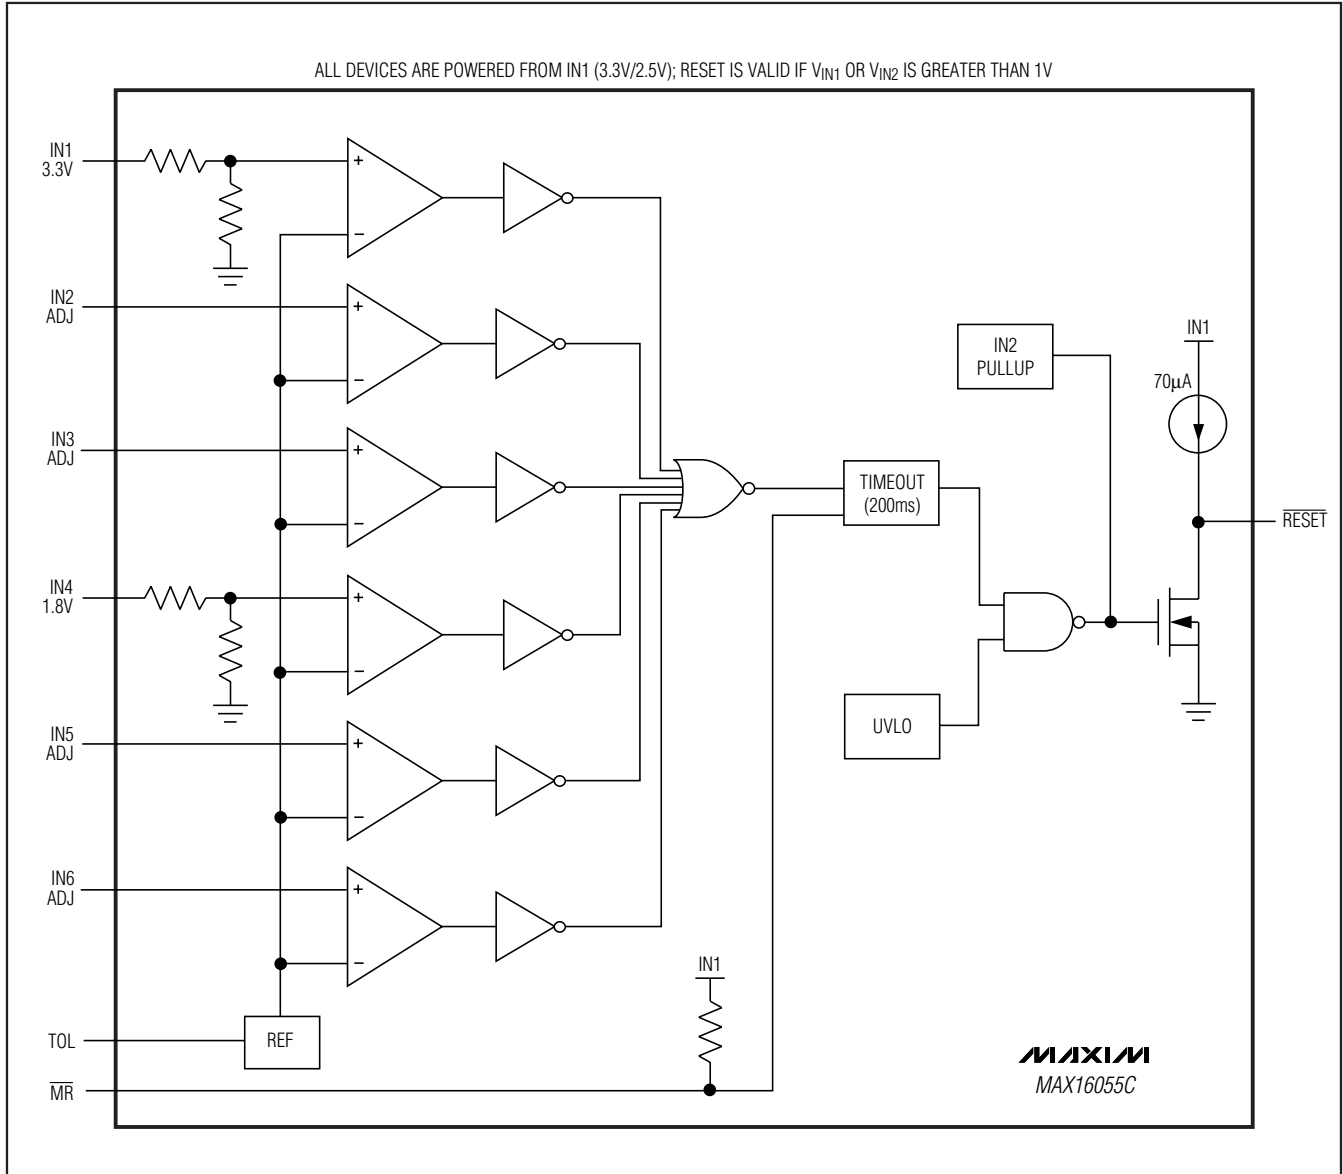 ALL DEVICES ARE POWERED FROM IN1 (3.3V/2.5V); RESET IS VALID IF VIN1 OR VIN2 IS GREATER THAN 1V
IN1
3.3V
+
−
IN2
ADJ
+
−
IN3
ADJ
+
−
IN4
1.8V
+
−
IN5
ADJ
+
−
IN6
ADJ
+
−
TOL
REF
MR
IN1
TIMEOUT
(200ms)
UVLO
IN2
PULLUP
IN1
70µA
RESET
MAXIM
MAX16055C